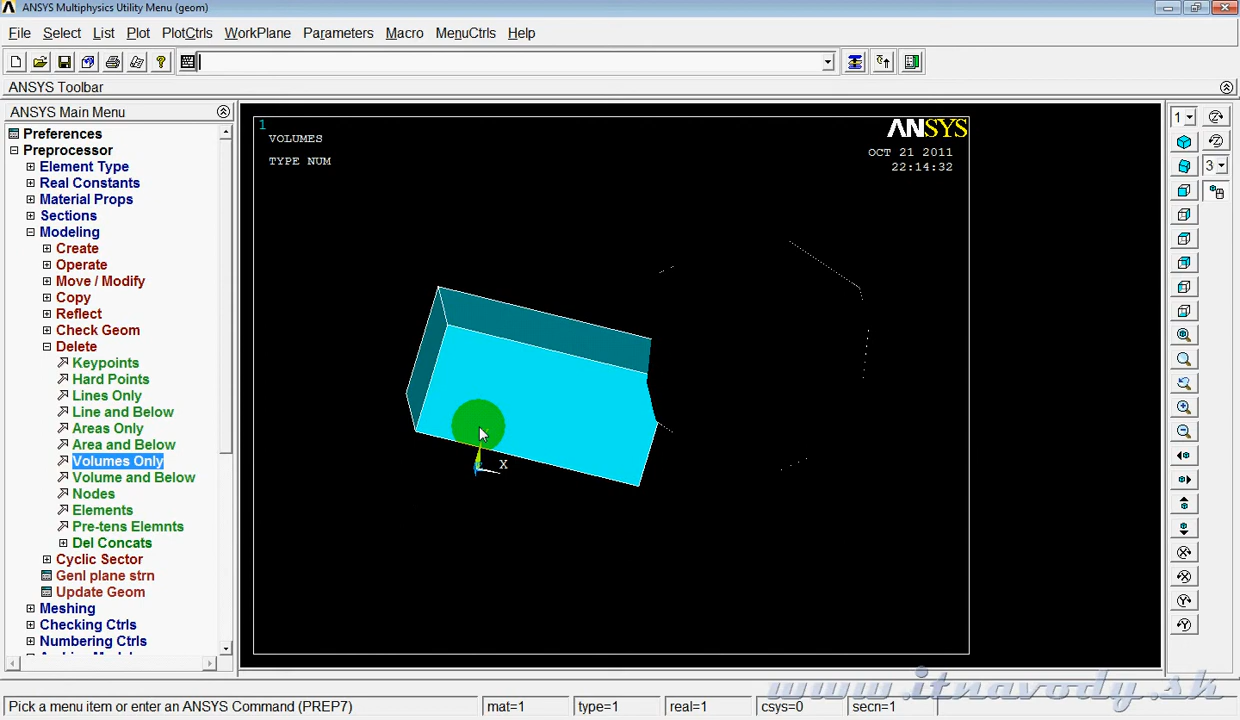 ANSYS Multiphysics Utility Menu (geom)
File Select List Plot PlotCtrls WorkPlane Parameters Macro MenuCtrls Help
ANSYS Toolbar
ANSYS Main Menu
Preferences
Preprocessor
Element Type
Real Constants
Material Props
Sections
Modeling
Create
Operate
Move / Modify
Copy
Reflect
Check Geom
Delete
Keypoints
Hard Points
Lines Only
Line and Below
Areas Only
Area and Below
Volumes Only
Volume and Below
Nodes
Elements
Pre-tens Elemnts
Del Concats
Cyclic Sector
Genl plane strn
Update Geom
Meshing
Checking Ctrls
Numbering Ctrls
1
VOLUMES
TYPE NUM
ANSYS
OCT 21 2011
22:14:32
X
1
3
www.itnavody.sk
Pick a menu item or enter an ANSYS Command (PREP7) mat=1 type=1 real=1 csys=0 secn=1